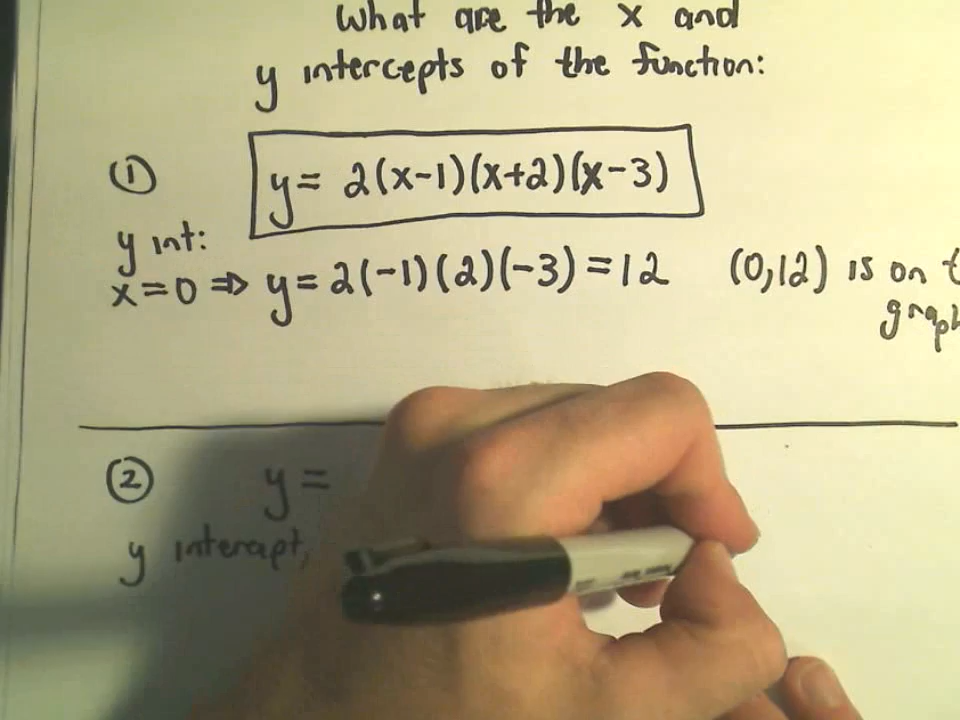 What are the x and
y intercepts of the function:
① y = 2(x-1)(x+2)(x-3)
y int:
x=0 ⇒ y = 2(-1)(2)(-3) = 12 (0,12) is on
graph
② y =
y intercept,